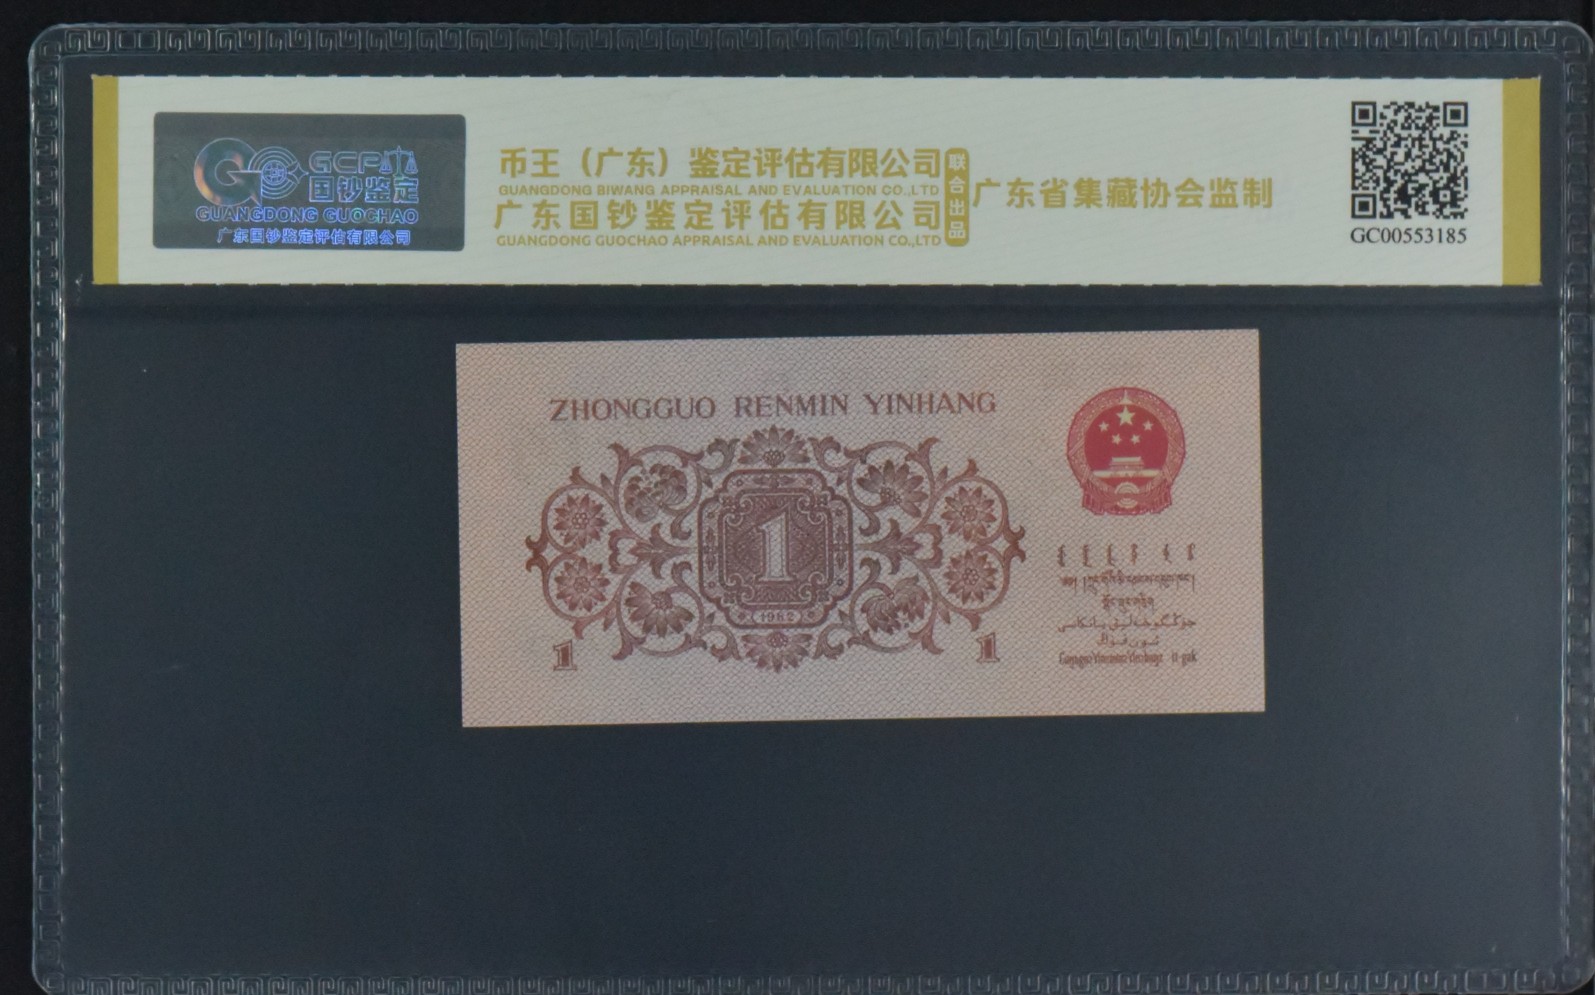 GCP
国钞鉴定
GUANGDONG GUOCHAO
广东国钞鉴定评估有限公司
币王（广东）鉴定评估有限公司
GUANGDONG BIWANG APPRAISAL AND EVALUATION CO.,LTD
广东国钞鉴定评估有限公司
GUANGDONG GUOCHAO APPRAISAL AND EVALUATION CO.,LTD
联合出品
广东省集藏协会监制
GC00553185
ZHONGGUO RENMIN YINHANG
1
1962
1
1